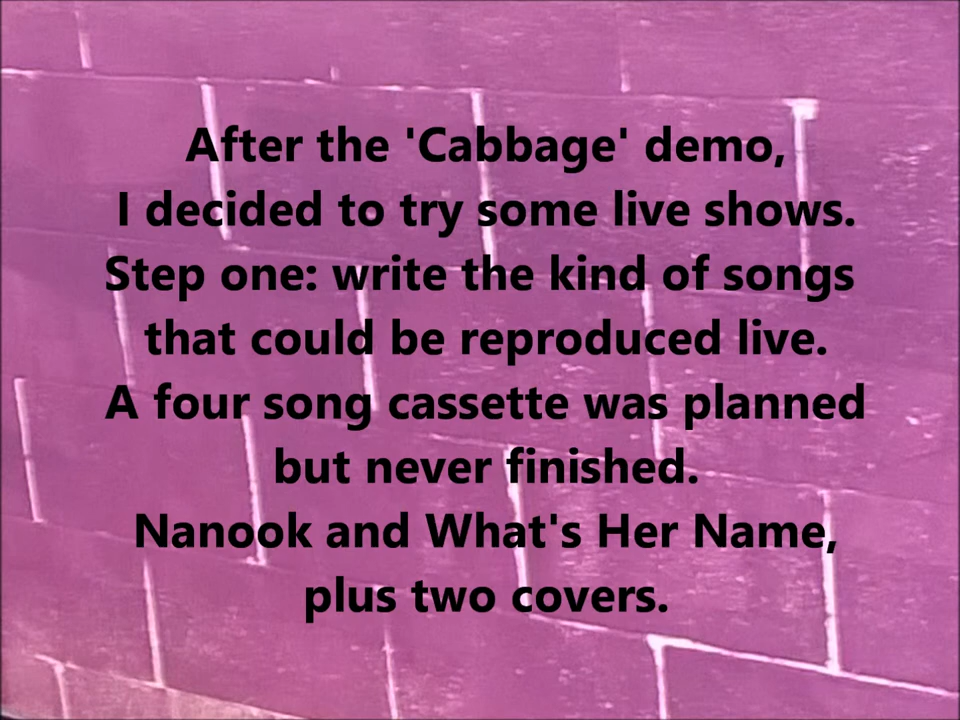 After the 'Cabbage' demo,
I decided to try some live shows.
Step one: write the kind of songs
that could be reproduced live.
A four song cassette was planned
but never finished.
Nanook and What's Her Name,
plus two covers.